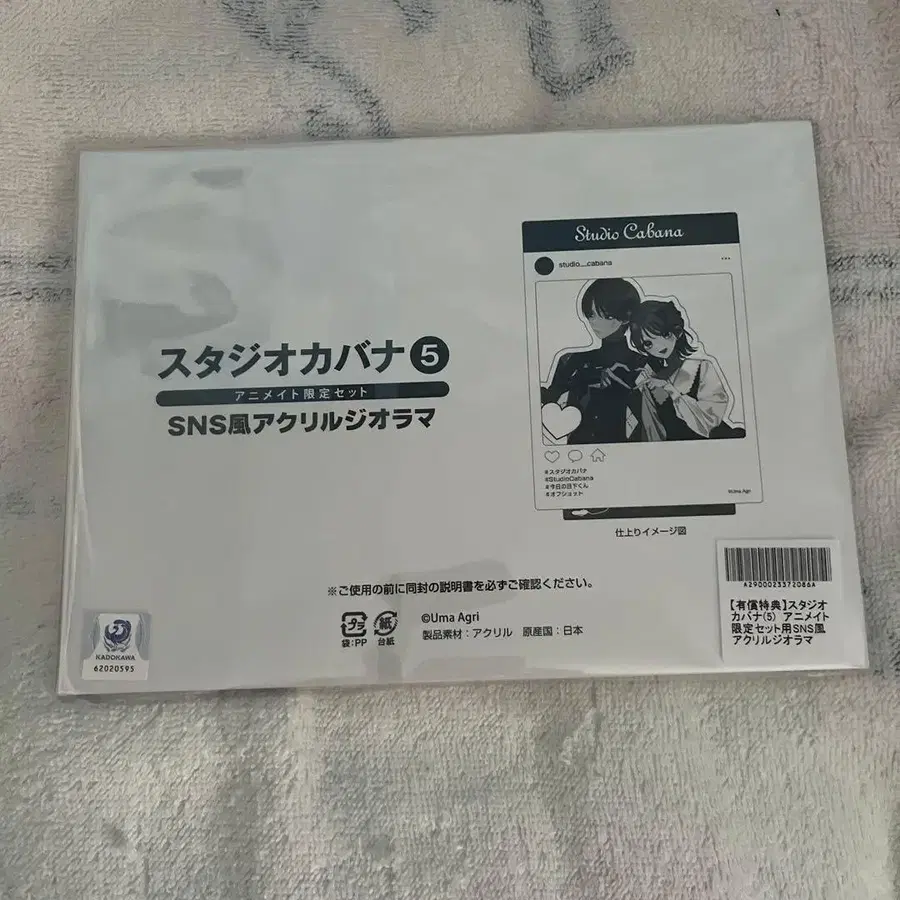 スタジオカバナ5
アニメイト限定セット
SNS風アクリルジオラマ
Studio Cabana
studio__cabana
#スタジオカバナ
#StudioCabana
#今日の日下くん
#オフショット
©Uma Agri
仕上りイメージ図
※ご使用の前に同封の説明書を必ずご確認ください。
プラ
袋:PP
紙
台紙
©Uma Agri
製品素材:アクリル 原産国:日本
KADOKAWA
62020595
A2900023372086A
【有償特典】スタジオ
カバナ(5) アニメイト
限定セット用SNS風
アクリルジオラマ